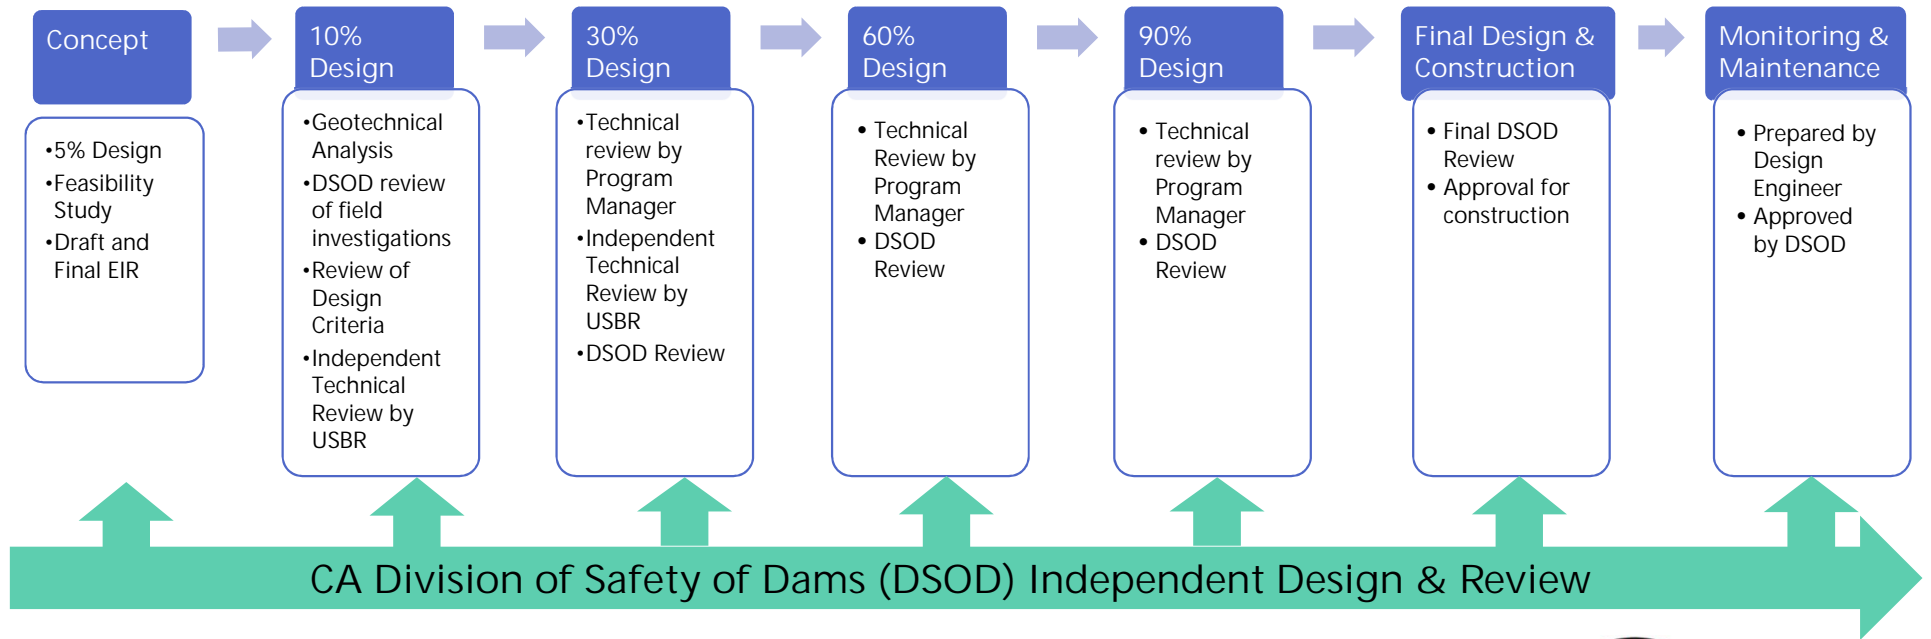 Concept
•5% Design
•Feasibility
Study
•Draft and
Final EIR
10%
Design
•Geotechnical
Analysis
•DSOD review
of field
investigations
•Review of
Design
Criteria
•Independent
Technical
Review by
USBR
30%
Design
•Technical
review by
Program
Manager
•Independent
Technical
Review by
USBR
•DSOD Review
60%
Design
• Technical
Review by
Program
Manager
• DSOD
Review
90%
Design
• Technical
review by
Program
Manager
• DSOD
Review
Final Design &
Construction
• Final DSOD
Review
• Approval for
construction
Monitoring &
Maintenance
• Prepared by
Design
Engineer
• Approved
by DSOD
CA Division of Safety of Dams (DSOD) Independent Design & Review